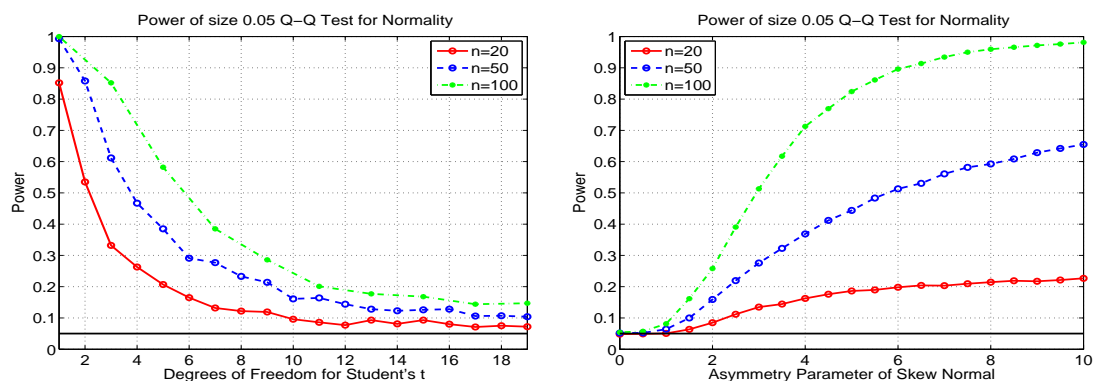 Power of size 0.05 Q−Q Test for Normality
1
0.9
0.8
0.7
0.6
0.5
0.4
0.3
0.2
0.1
0
Power
n=20
n=50
n=100
2 4 6 8 10 12 14 16 18
Degrees of Freedom for Student's t
Power of size 0.05 Q−Q Test for Normality
1
0.9
0.8
0.7
0.6
0.5
0.4
0.3
0.2
0.1
0
Power
n=20
n=50
n=100
0 2 4 6 8 10
Asymmetry Parameter of Skew Normal